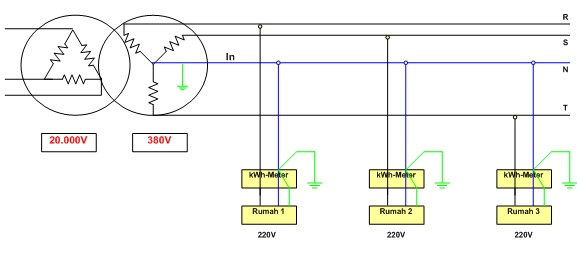 R
S
In
N
T
20.000V
380V
kWh-Meter
kWh-Meter
kWh-Meter
Rumah 1
Rumah 2
Rumah 3
220V
220V
220V